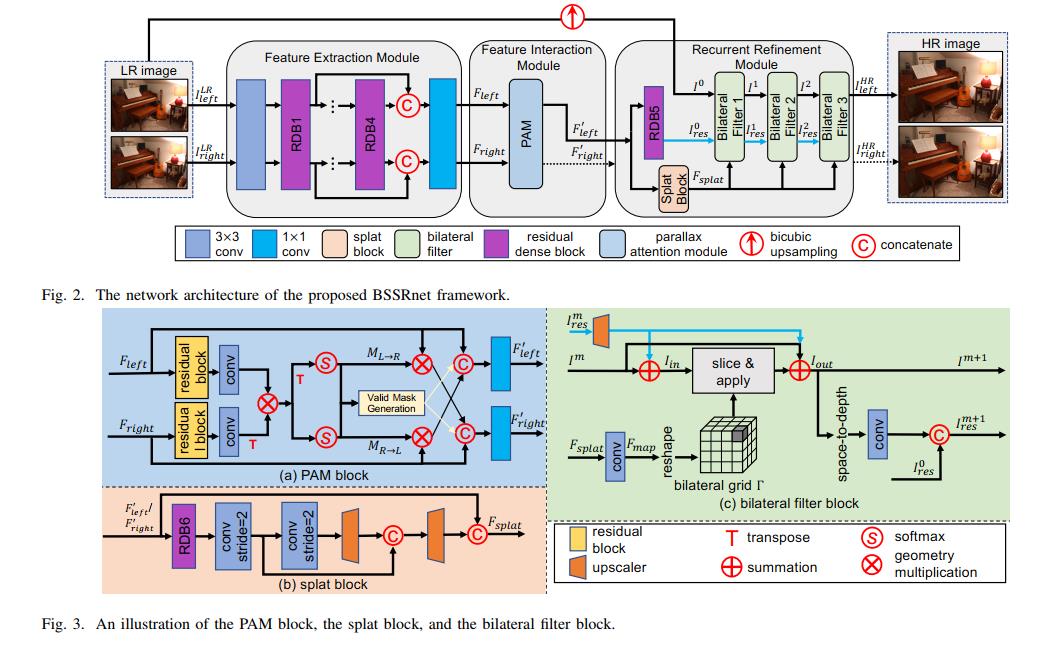 LR image
Feature Extraction Module
Feature Interaction
Module
Recurrent Refinement
Module
HR image
I^{LR}_{left}
I^{LR}_{right}
RDB1
RDB4
C
C
F_{left}
F_{right}
PAM
F'_{left}
F'_{right}
RDB5
Splat
Block
F_{splat}
I^0
I^0_{res}
Bilateral
Filter 1
I^1
I^1_{res}
Bilateral
Filter 2
I^2
I^2_{res}
Bilateral
Filter 3
I^{HR}_{left}
I^{HR}_{right}
3×3
conv
1×1
conv
splat
block
bilateral
filter
residual
dense block
parallax
attention module
bicubic
upsampling
C
concatenate
Fig. 2. The network architecture of the proposed BSSRnet framework.
F_{left}
F_{right}
residual
block
conv
residua
l block
conv
T
T
S
S
M_{L→R}
Valid Mask
Generation
M_{R→L}
C
C
F'_{left}
F'_{right}
(a) PAM block
F'_{left}/
F'_{right}
RDB6
conv
stride=2
conv
stride=2
C
C
F_{splat}
(b) splat block
I^m_{res}
I^m
I_{in}
slice &
apply
I_{out}
I^{m+1}
F_{splat}
conv
F_{map}
reshape
bilateral grid Γ
space-to-depth
conv
C
I^{m+1}_{res}
I^0_{res}
(c) bilateral filter block
residual
block
upscaler
T
transpose
summation
S
softmax
geometry
multiplication
Fig. 3. An illustration of the PAM block, the splat block, and the bilateral filter block.